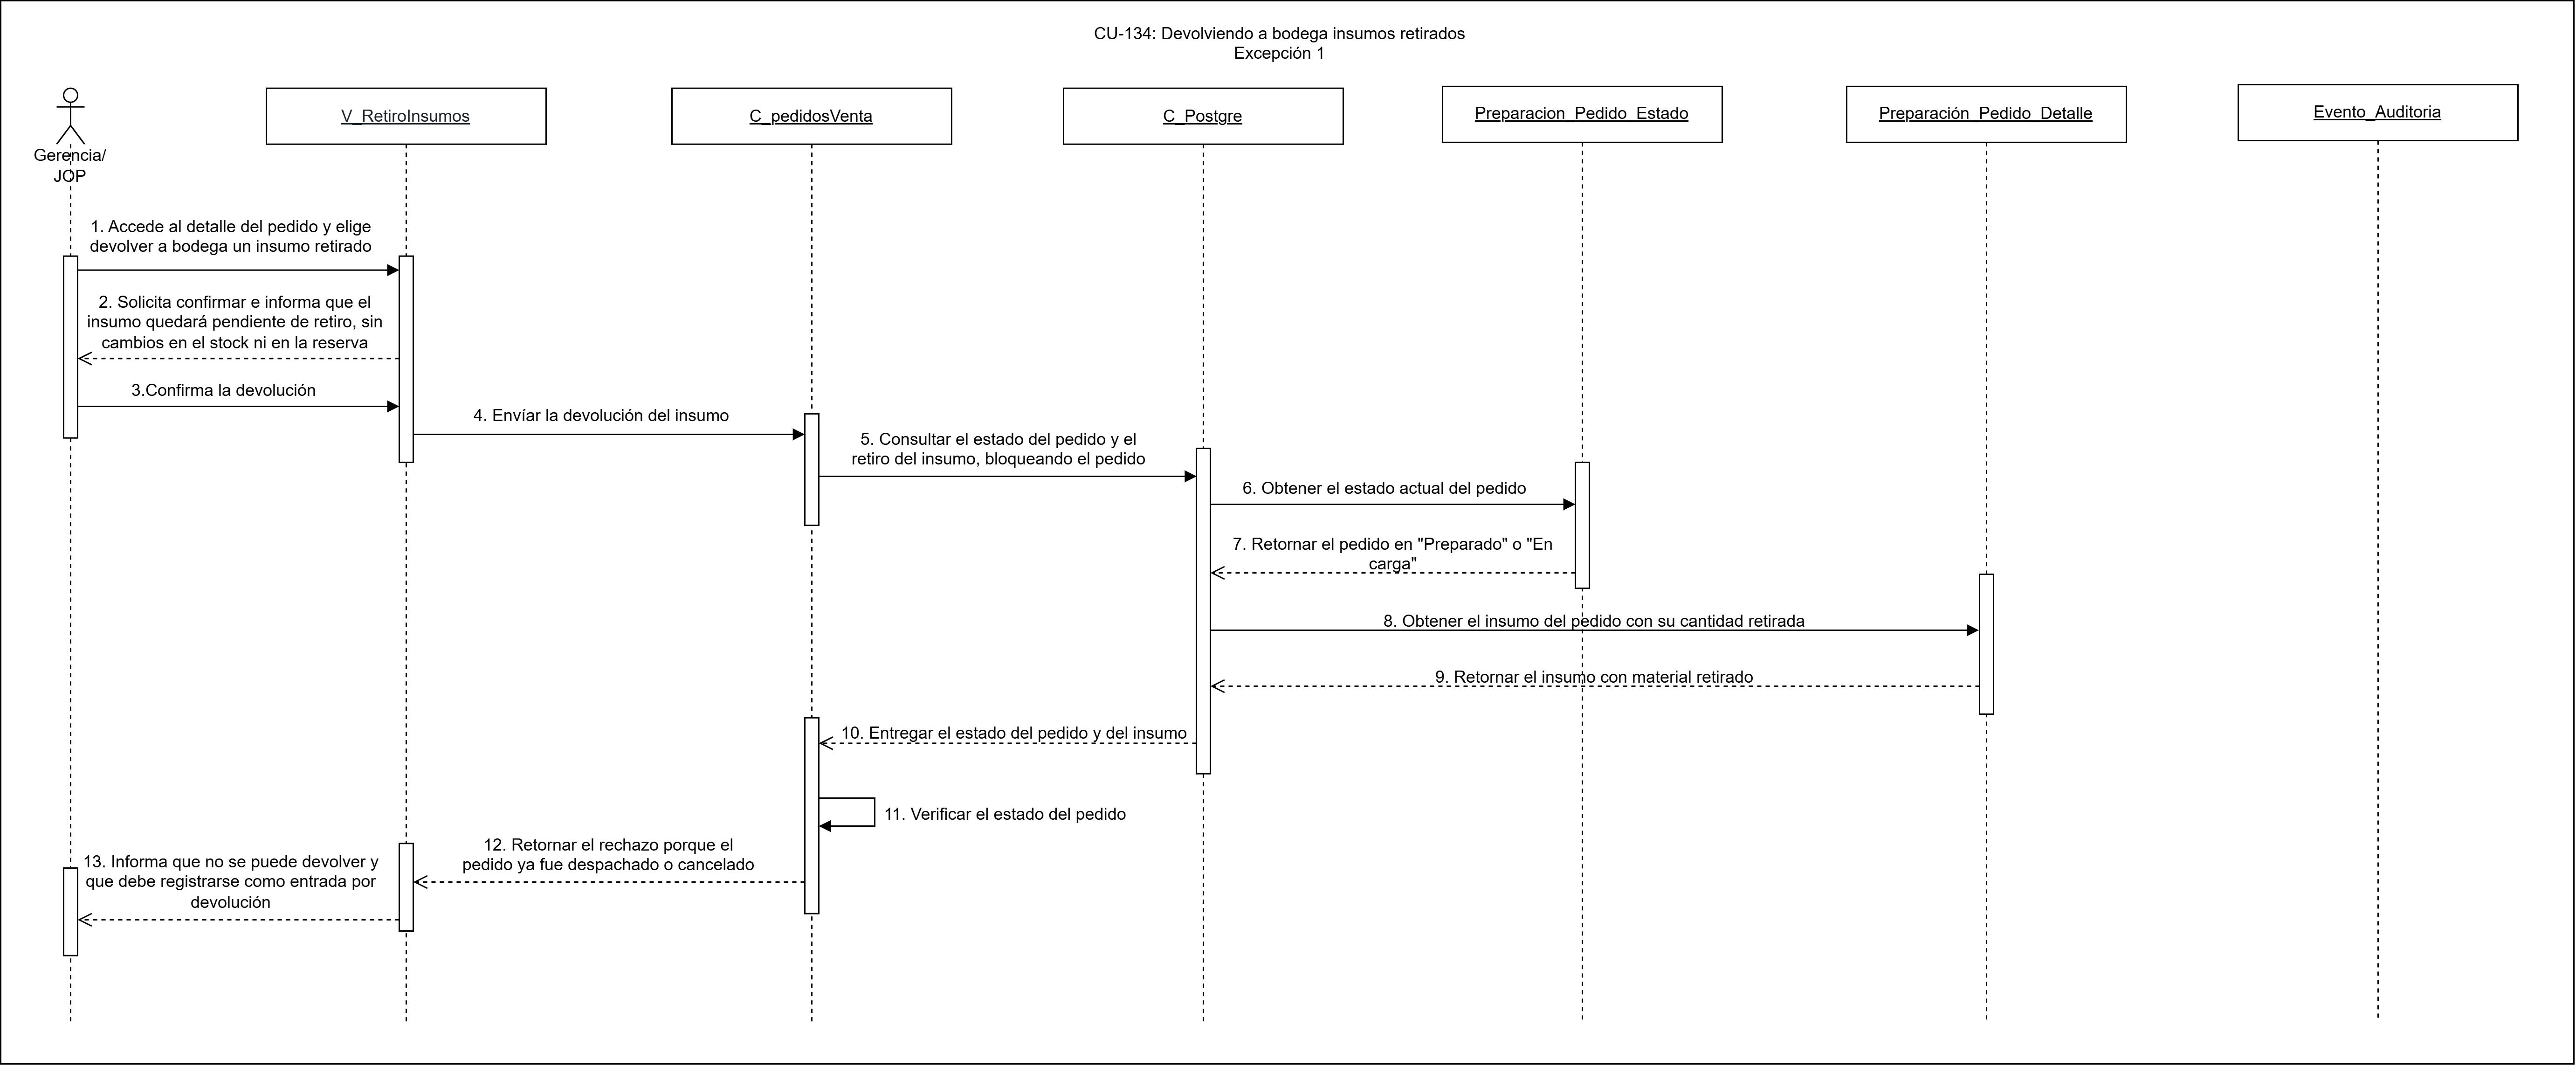 CU-134: Devolviendo a bodega insumos retirados
Excepción 1
Gerencia/
JOP
V_RetiroInsumos
C_pedidosVenta
C_Postgre
Preparacion_Pedido_Estado
Preparación_Pedido_Detalle
Evento_Auditoria
1. Accede al detalle del pedido y elige
devolver a bodega un insumo retirado
2. Solicita confirmar e informa que el
insumo quedará pendiente de retiro, sin
cambios en el stock ni en la reserva
3.Confirma la devolución
4. Envíar la devolución del insumo
5. Consultar el estado del pedido y el
retiro del insumo, bloqueando el pedido
6. Obtener el estado actual del pedido
7. Retornar el pedido en "Preparado" o "En
carga"
8. Obtener el insumo del pedido con su cantidad retirada
9. Retornar el insumo con material retirado
10. Entregar el estado del pedido y del insumo
11. Verificar el estado del pedido
12. Retornar el rechazo porque el
pedido ya fue despachado o cancelado
13. Informa que no se puede devolver y
que debe registrarse como entrada por
devolución